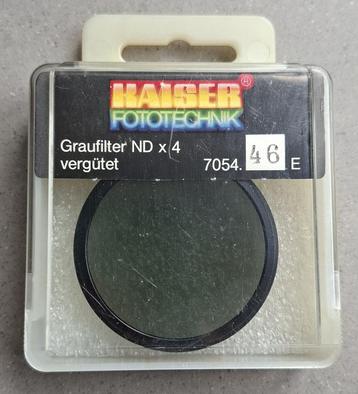 KAISER®
FOTOTECHNIK
Graufilter ND x 4
vergütet 7054. 46 E